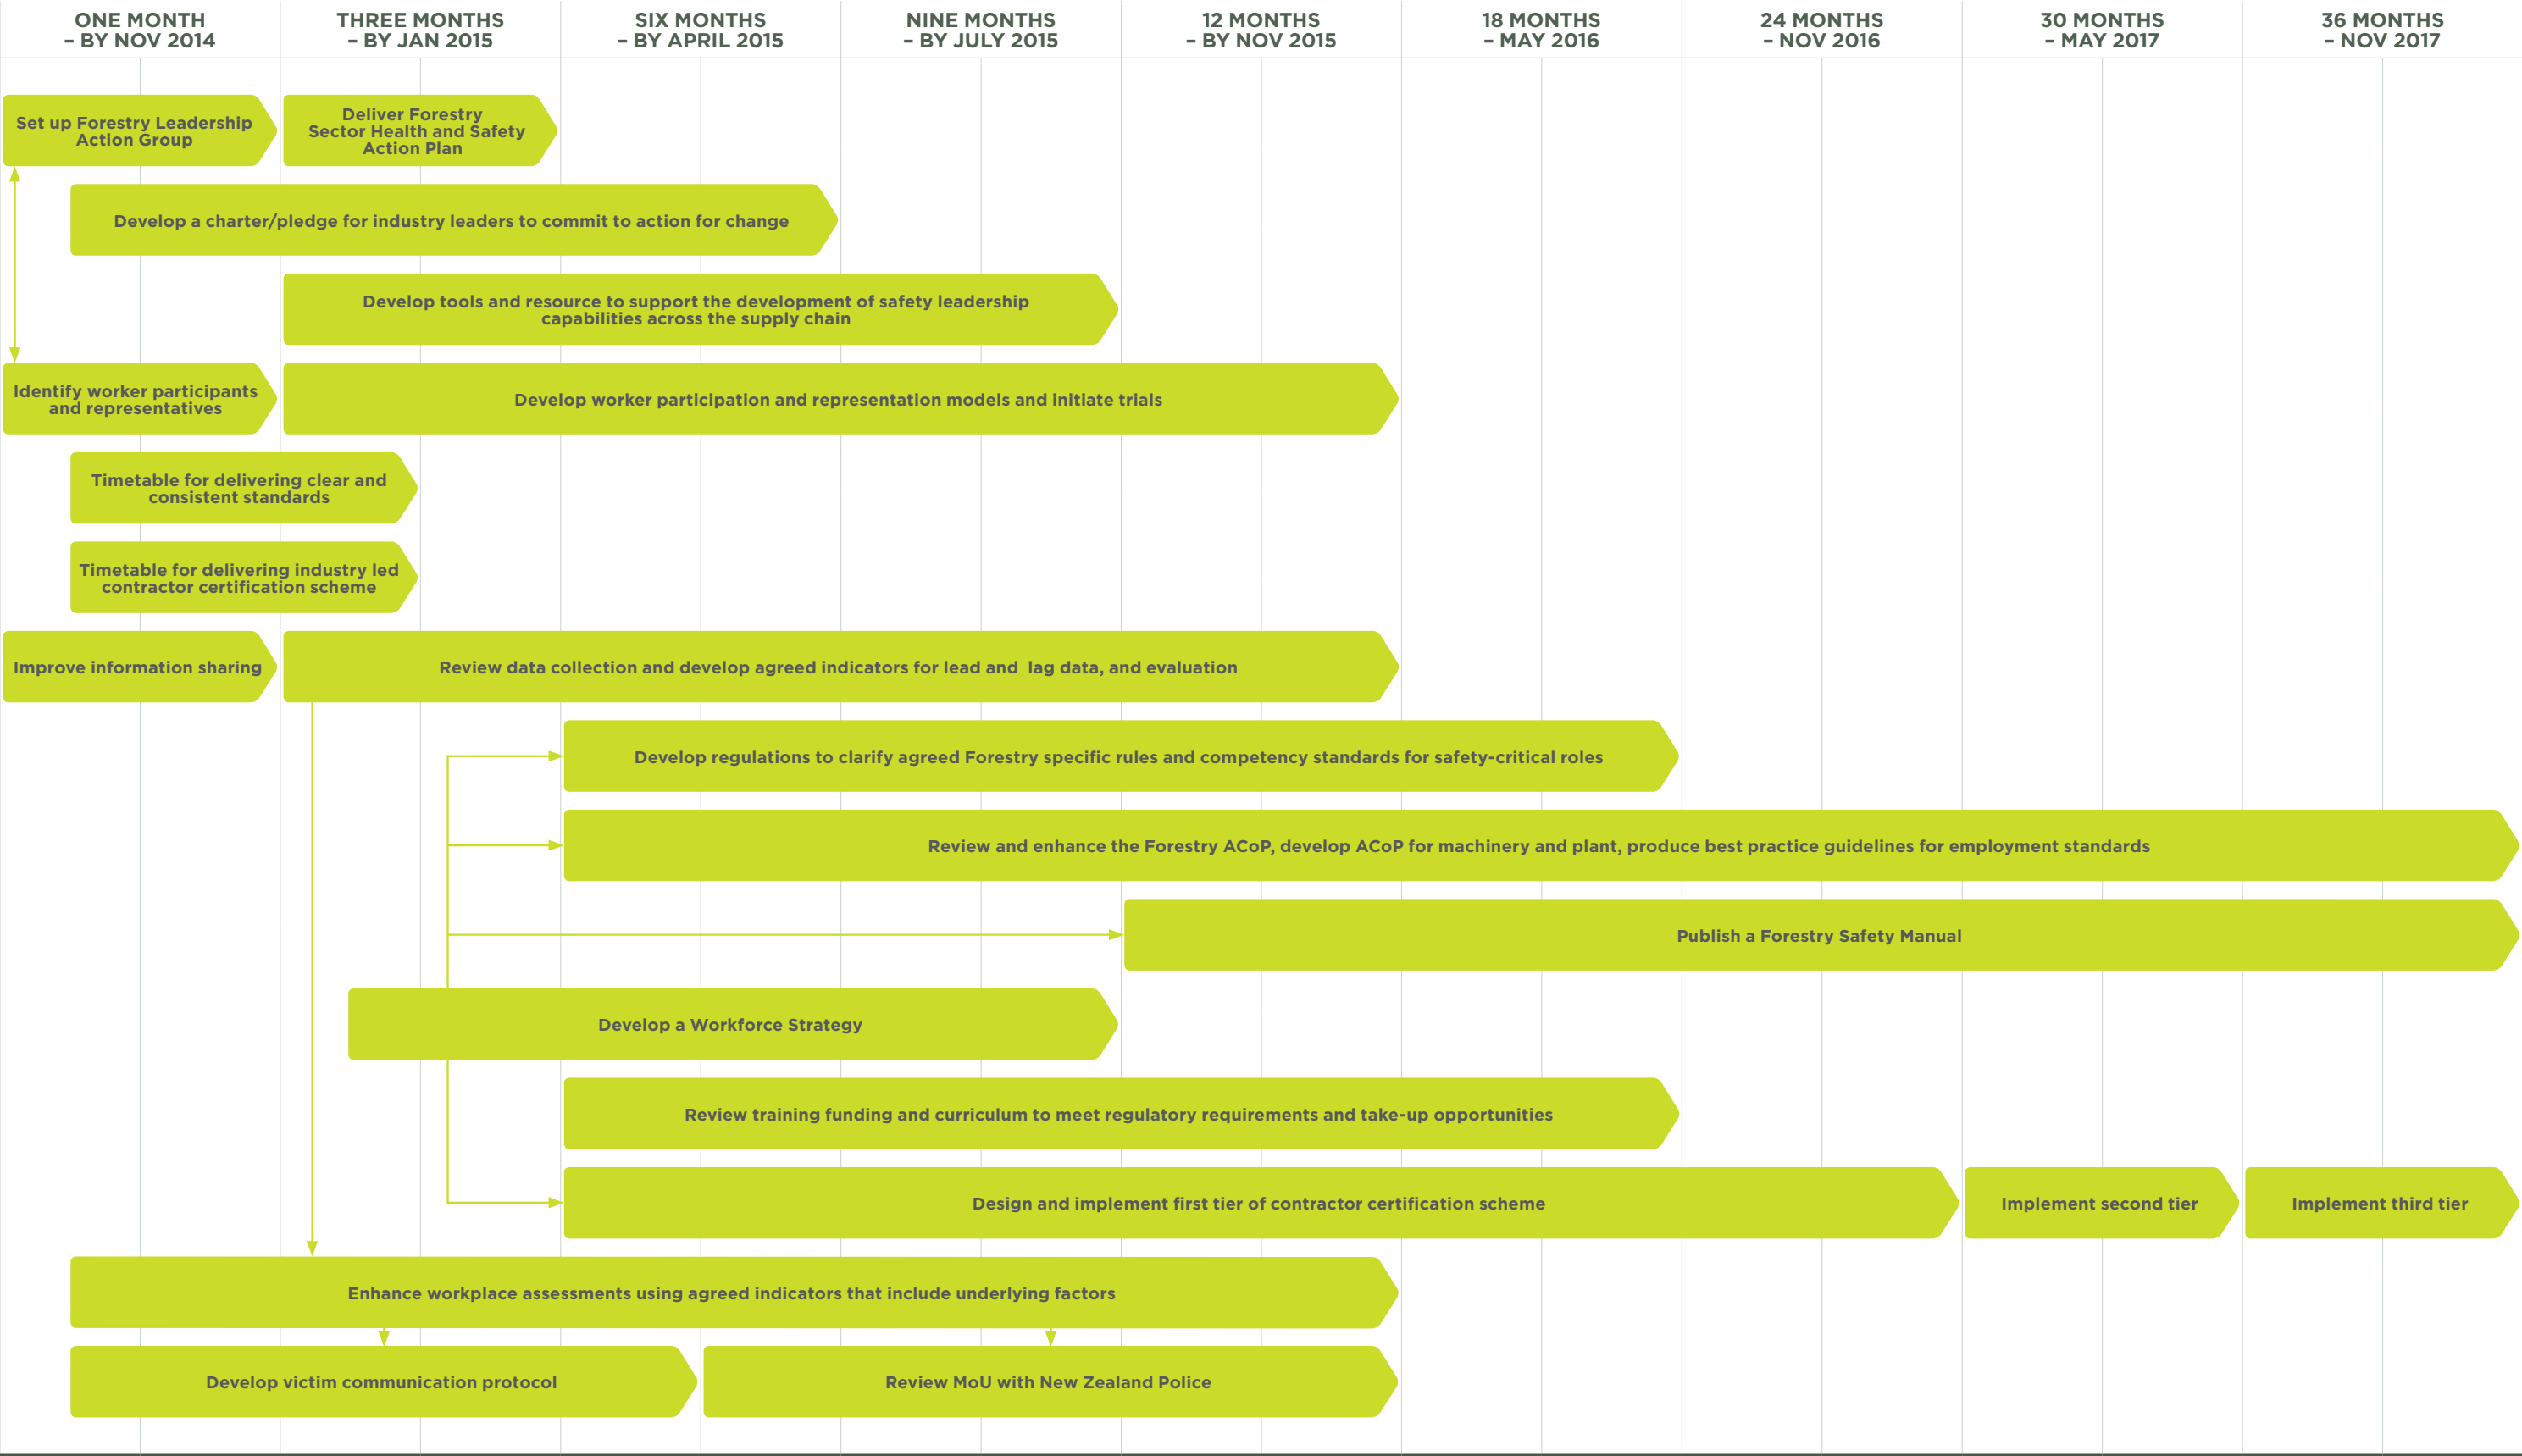 ONE MONTH
– BY NOV 2014
THREE MONTHS
– BY JAN 2015
SIX MONTHS
– BY APRIL 2015
NINE MONTHS
– BY JULY 2015
12 MONTHS
– BY NOV 2015
18 MONTHS
– MAY 2016
24 MONTHS
– NOV 2016
30 MONTHS
– MAY 2017
36 MONTHS
– NOV 2017
Set up Forestry Leadership
Action Group
Deliver Forestry
Sector Health and Safety
Action Plan
Develop a charter/pledge for industry leaders to commit to action for change
Develop tools and resource to support the development of safety leadership
capabilities across the supply chain
Identify worker participants
and representatives
Develop worker participation and representation models and initiate trials
Timetable for delivering clear and
consistent standards
Timetable for delivering industry led
contractor certification scheme
Improve information sharing
Review data collection and develop agreed indicators for lead and  lag data, and evaluation
Develop regulations to clarify agreed Forestry specific rules and competency standards for safety-critical roles
Review and enhance the Forestry ACoP, develop ACoP for machinery and plant, produce best practice guidelines for employment standards
Publish a Forestry Safety Manual
Develop a Workforce Strategy
Review training funding and curriculum to meet regulatory requirements and take-up opportunities
Design and implement first tier of contractor certification scheme
Implement second tier
Implement third tier
Enhance workplace assessments using agreed indicators that include underlying factors
Develop victim communication protocol
Review MoU with New Zealand Police